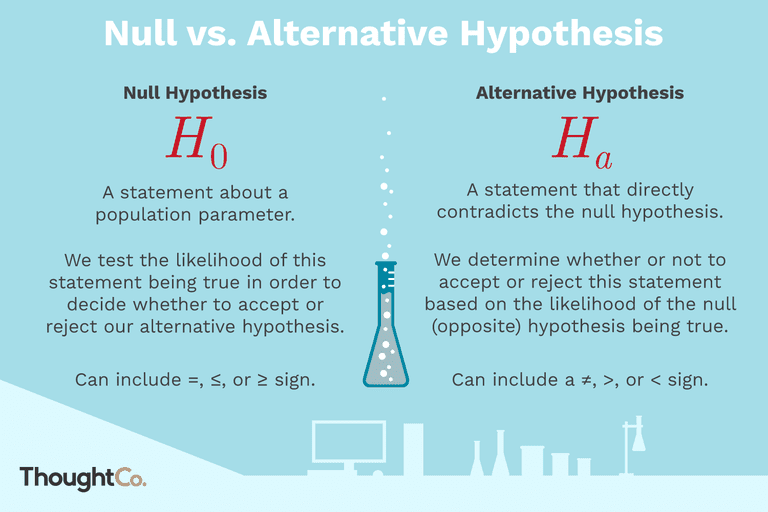 Null vs. Alternative Hypothesis
Null Hypothesis
H₀
A statement about a
population parameter.
We test the likelihood of this
statement being true in order to
decide whether to accept or
reject our alternative hypothesis.
Can include =, ≤, or ≥ sign.
Alternative Hypothesis
Hₐ
A statement that directly
contradicts the null hypothesis.
We determine whether or not to
accept or reject this statement
based on the likelihood of the null
(opposite) hypothesis being true.
Can include a ≠, >, or < sign.
ThoughtCo.